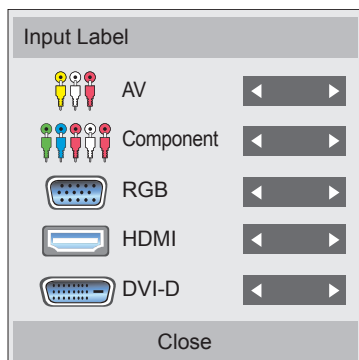 Input Label
AV
Component
RGB
HDMI
DVI-D
Close